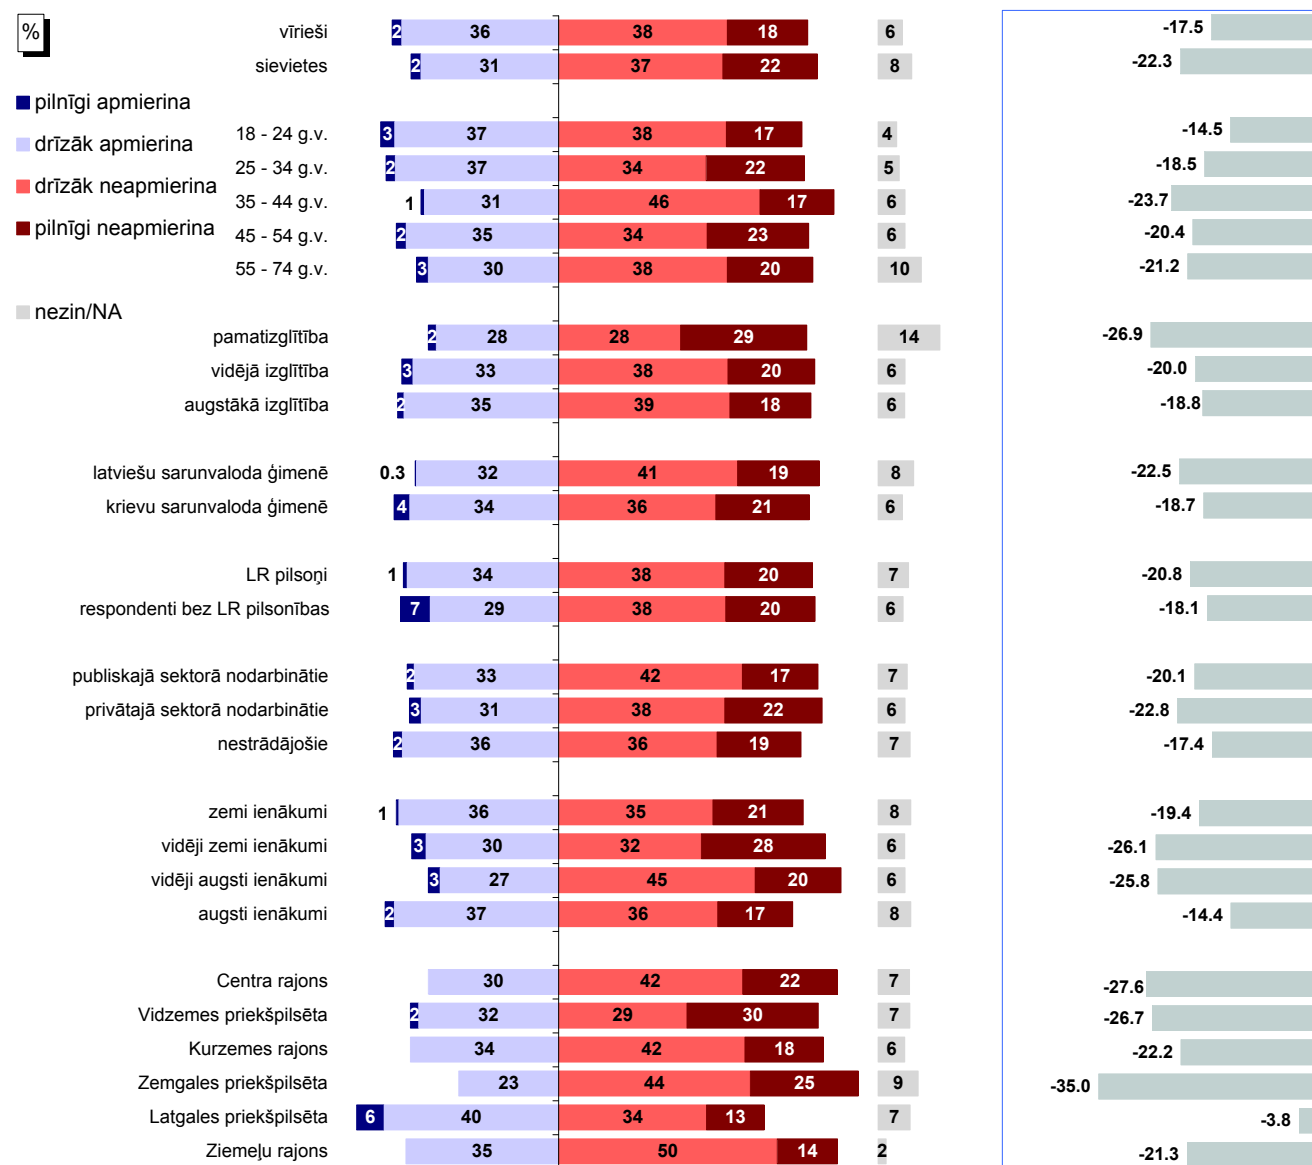 %
vīrieši 2 36 38 18 6 -17.5
sievietes 2 31 37 22 8 -22.3
pilnīgi apmierina
drīzāk apmierina
drīzāk neapmierina
pilnīgi neapmierina
nezin/NA
18 - 24 g.v. 3 37 38 17 4 -14.5
25 - 34 g.v. 2 37 34 22 5 -18.5
35 - 44 g.v. 1 31 46 17 6 -23.7
45 - 54 g.v. 2 35 34 23 6 -20.4
55 - 74 g.v. 3 30 38 20 10 -21.2
pamatizglītība 2 28 28 29 14 -26.9
vidējā izglītība 3 33 38 20 6 -20.0
augstākā izglītība 2 35 39 18 6 -18.8
latviešu sarunvaloda ģimenē 0.3 32 41 19 8 -22.5
krievu sarunvaloda ģimenē 4 34 36 21 6 -18.7
LR pilsoņi 1 34 38 20 7 -20.8
respondenti bez LR pilsonības 7 29 38 20 6 -18.1
publiskajā sektorā nodarbinātie 2 33 42 17 7 -20.1
privātajā sektorā nodarbinātie 3 31 38 22 6 -22.8
nestrādājošie 2 36 36 19 7 -17.4
zemi ienākumi 1 36 35 21 8 -19.4
vidēji zemi ienākumi 3 30 32 28 6 -26.1
vidēji augsti ienākumi 3 27 45 20 6 -25.8
augsti ienākumi 2 37 36 17 8 -14.4
Centra rajons 30 42 22 7 -27.6
Vidzemes priekšpilsēta 2 32 29 30 7 -26.7
Kurzemes rajons 34 42 18 6 -22.2
Zemgales priekšpilsēta 23 44 25 9 -35.0
Latgales priekšpilsēta 6 40 34 13 7 -3.8
Ziemeļu rajons 35 50 14 2 -21.3